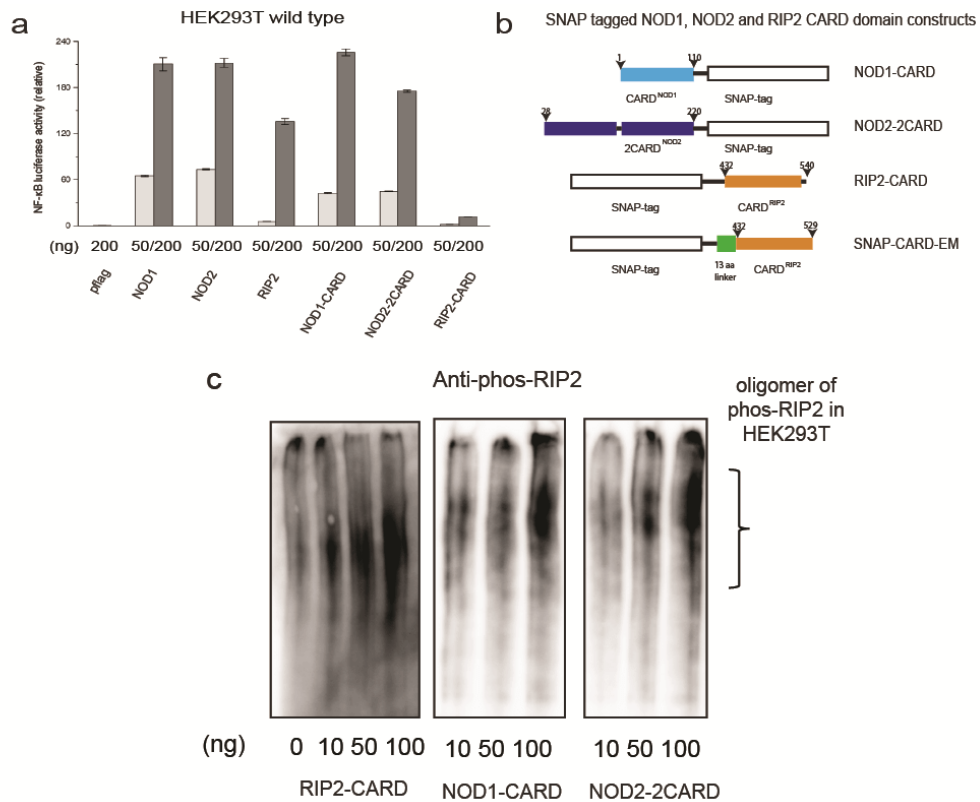 a
HEK293T wild type
NF-κB luciferase activity (relative)
240
180
120
60
0
(ng) 200 50/200 50/200 50/200 50/200 50/200 50/200
pflag
NOD1
NOD2
RIP2
NOD1-CARD
NOD2-2CARD
RIP2-CARD
b
SNAP tagged NOD1, NOD2 and RIP2 CARD domain constructs
1 110
NOD1-CARD
CARD^NOD1 SNAP-tag
28 220
NOD2-2CARD
2CARD^NOD2 SNAP-tag
432 540
RIP2-CARD
SNAP-tag CARD^RIP2
432 529
SNAP-CARD-EM
SNAP-tag 13 aa linker CARD^RIP2
c
Anti-phos-RIP2
oligomer of
phos-RIP2 in
HEK293T
(ng) 0 10 50 100 10 50 100 10 50 100
RIP2-CARD NOD1-CARD NOD2-2CARD